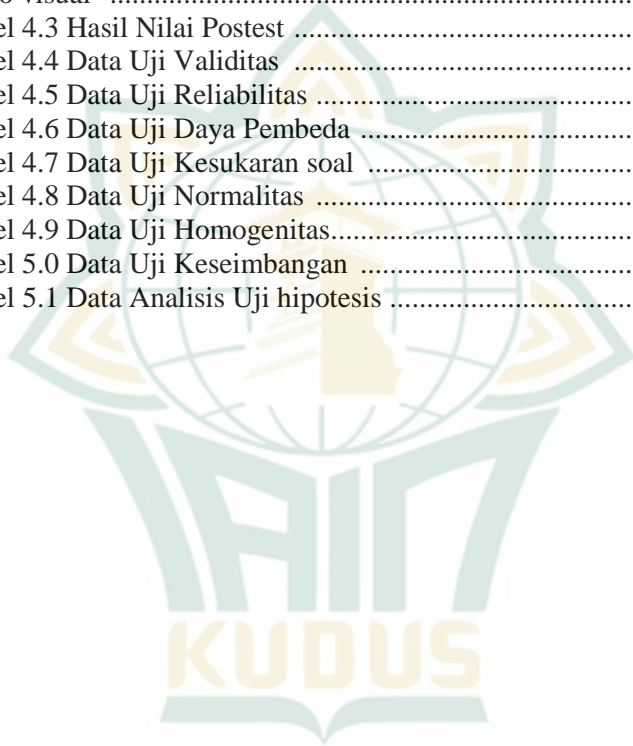 o visual ................................................................
el 4.3 Hasil Nilai Postest ................................................
el 4.4 Data Uji Validitas ................................................
el 4.5 Data Uji Reliabilitas .............................................
el 4.6 Data Uji Daya Pembeda .......................................
el 4.7 Data Uji Kesukaran soal ......................................
el 4.8 Data Uji Normalitas .............................................
el 4.9 Data Uji Homogenitas...........................................
el 5.0 Data Uji Keseimbangan .......................................
el 5.1 Data Analisis Uji hipotesis ...................................
IAIN
KUDUS